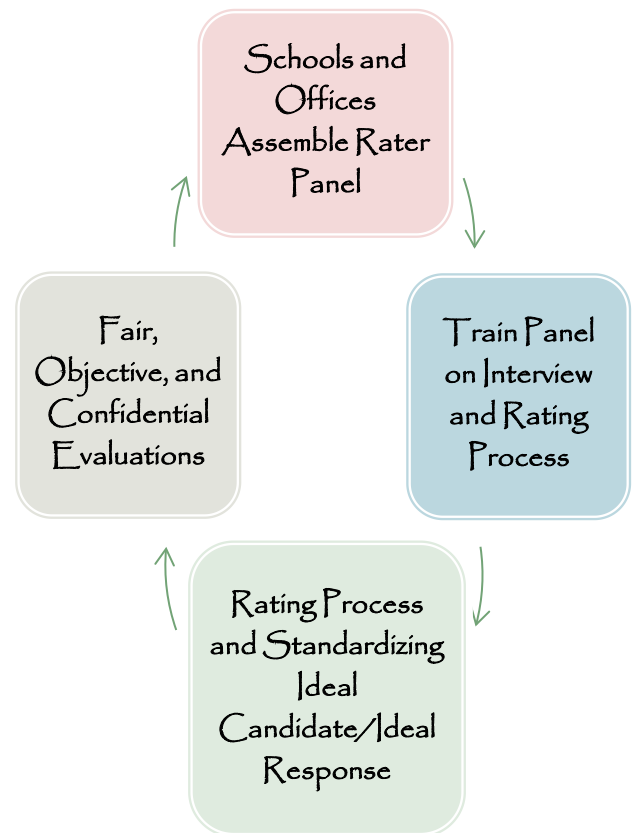 Schools and
Offices
Assemble Rater
Panel
Train Panel
on Interview
and Rating
Process
Rating Process
and Standardizing
Ideal
Candidate/Ideal
Response
Fair,
Objective, and
Confidential
Evaluations